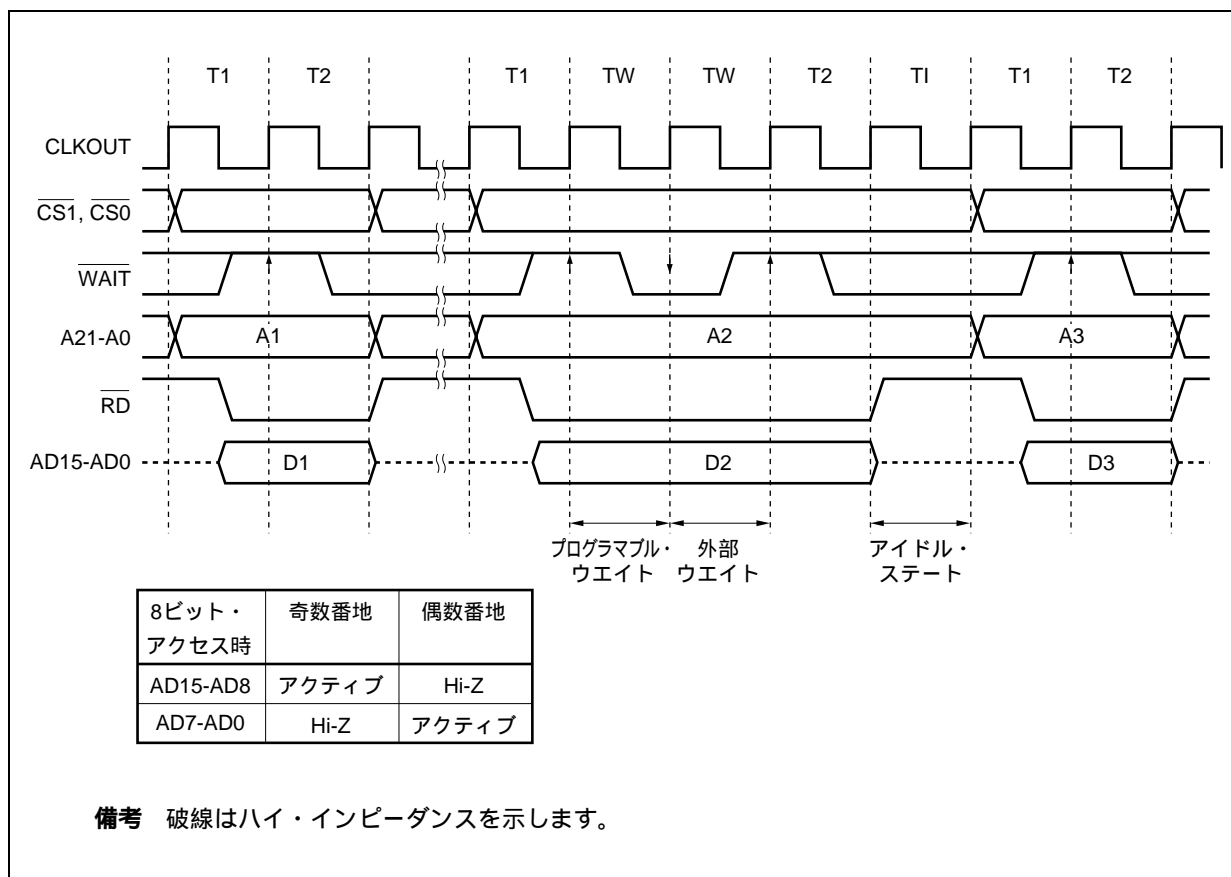 T1 T2 T1 TW TW T2 TI T1 T2
CLKOUT
CS1, CS0
WAIT
A21-A0 A1 A2 A3
RD
AD15-AD0 D1 D2 D3
プログラマブル・ 外部 アイドル・
ウエイト ウエイト ステート
8ビット・ 奇数番地 偶数番地
アクセス時
AD15-AD8 アクティブ Hi-Z
AD7-AD0 Hi-Z アクティブ
備考 破線はハイ・インピーダンスを示します。